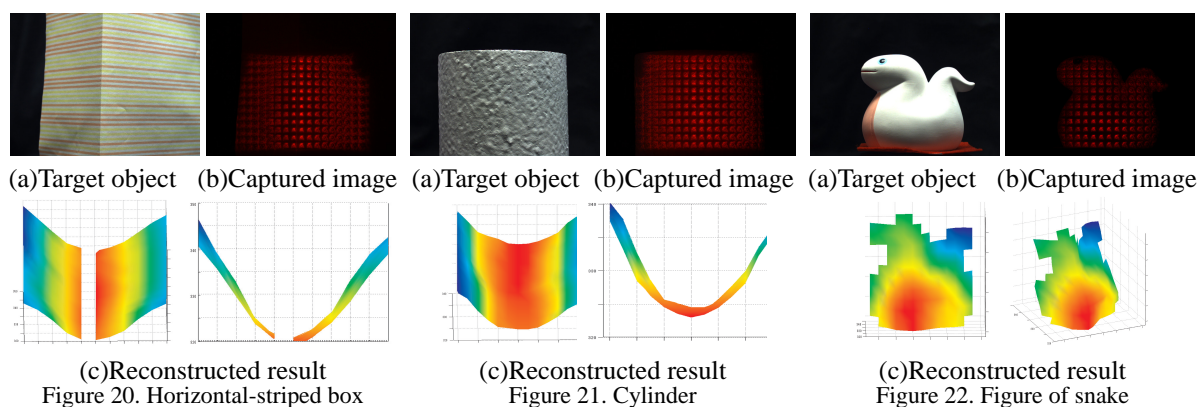 (a)Target object (b)Captured image (a)Target object (b)Captured image (a)Target object (b)Captured image
(c)Reconstructed result (c)Reconstructed result (c)Reconstructed result
Figure 20. Horizontal-striped box Figure 21. Cylinder Figure 22. Figure of snake